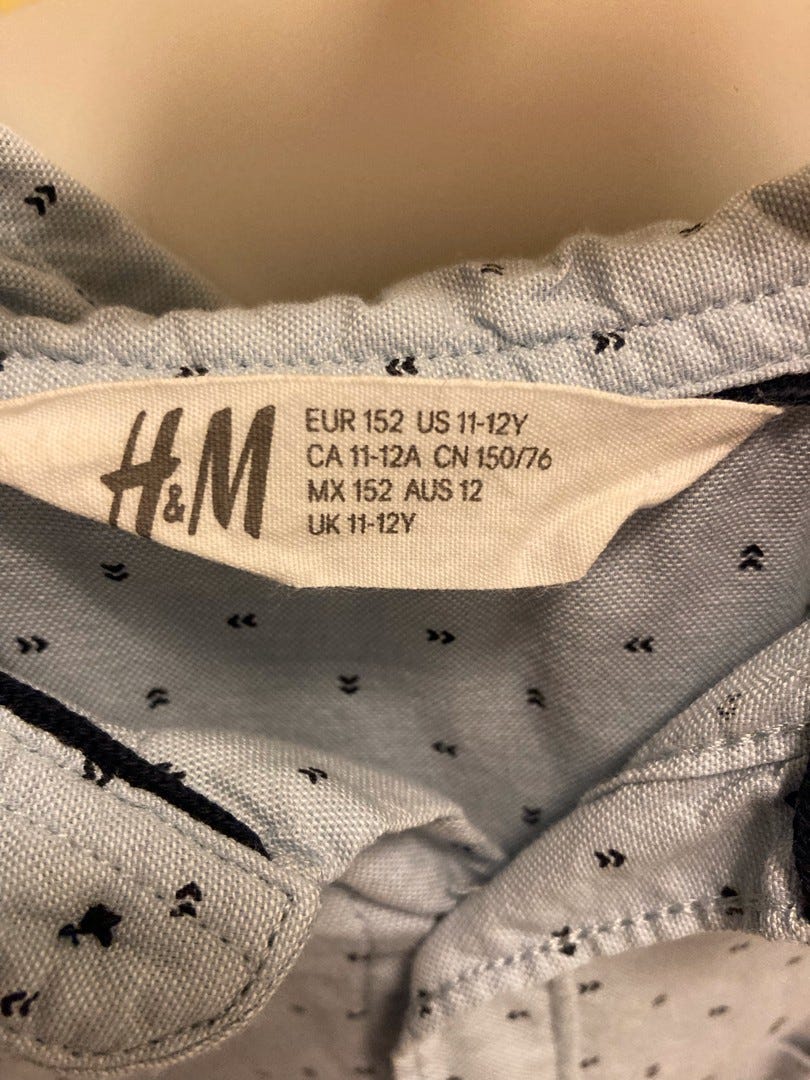 H&M
EUR 152 US 11-12Y
CA 11-12A CN 150/76
MX 152 AUS 12
UK 11-12Y